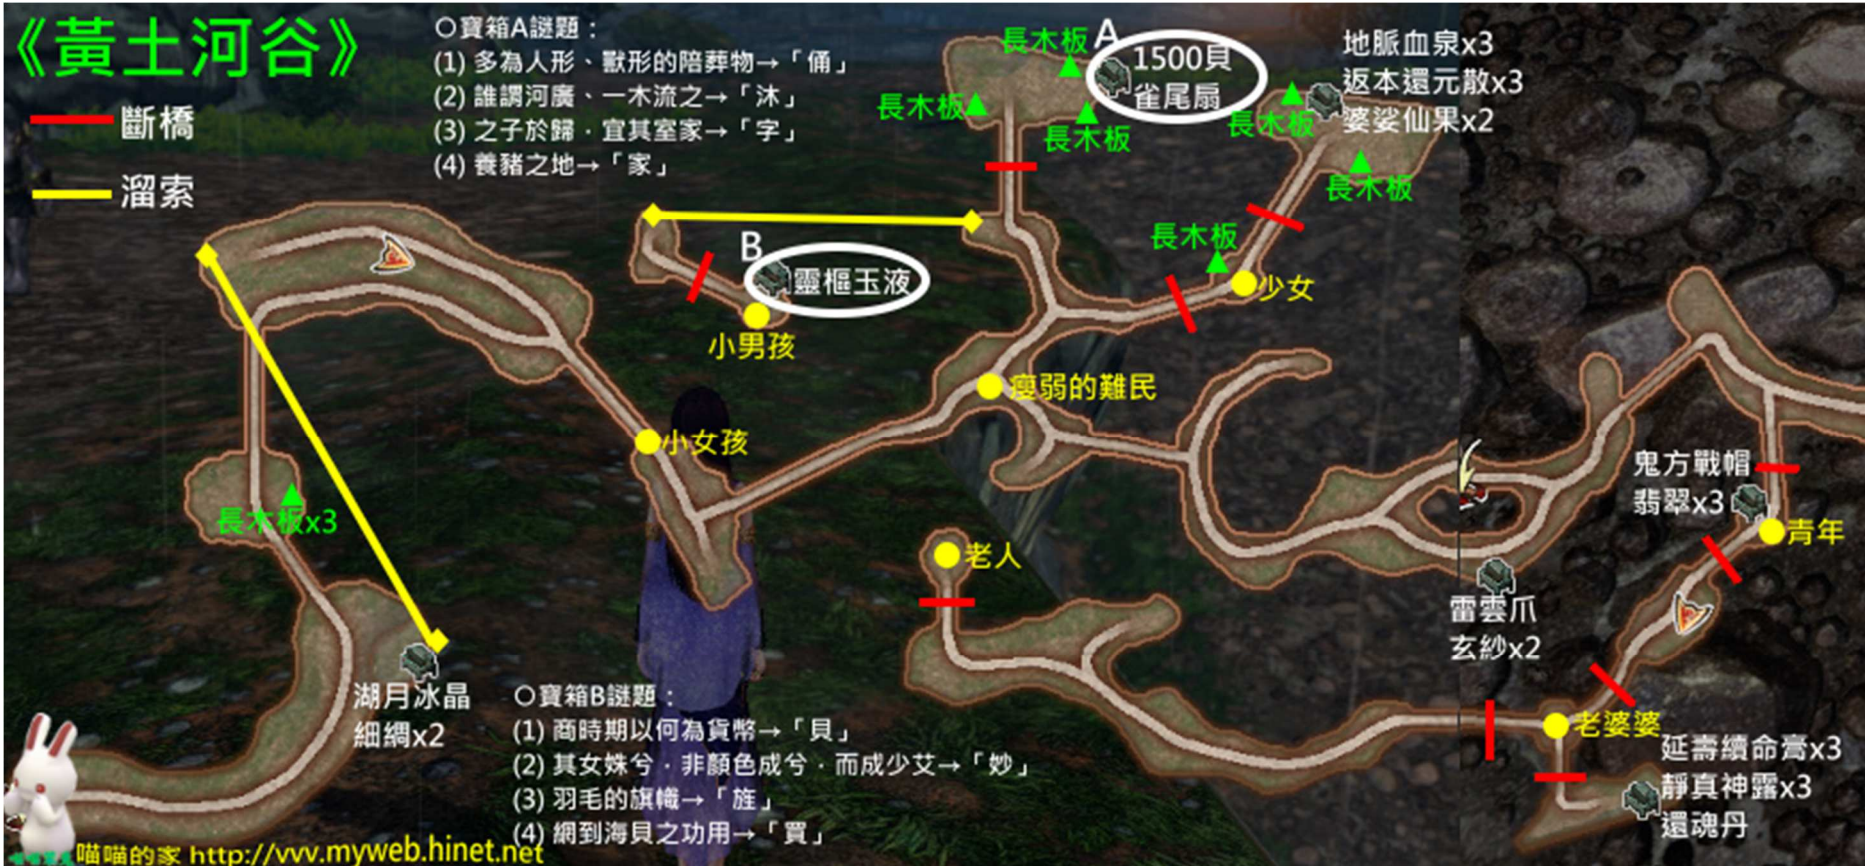 《黃土河谷》
斷橋
溜索
○寶箱A謎題：
(1) 多為人形、獸形的陪葬物→「俑」
(2) 誰謂河廣、一木流之→「沐」
(3) 之子於歸．宜其室家→「字」
(4) 養豬之地→「家」
長木板
A
1500貝
雀尾扇
長木板
長木板
地脈血泉x3
返本還元散x3
婆娑仙果x2
長木板
長木板
長木板
少女
B
靈樞玉液
小男孩
瘦弱的難民
小女孩
長木板x3
老人
鬼方戰帽
翡翠x3
青年
雷雲爪
玄紗x2
湖月冰晶
細綢x2
老婆婆
延壽續命膏x3
靜真神露x3
還魂丹
○寶箱B謎題：
(1) 商時期以何為貨幣→「貝」
(2) 其女姝兮．非顏色成兮．而成少艾→「妙」
(3) 羽毛的旗幟→「旌」
(4) 網到海貝之功用→「買」
喵喵的家 http://vvv.myweb.hinet.net